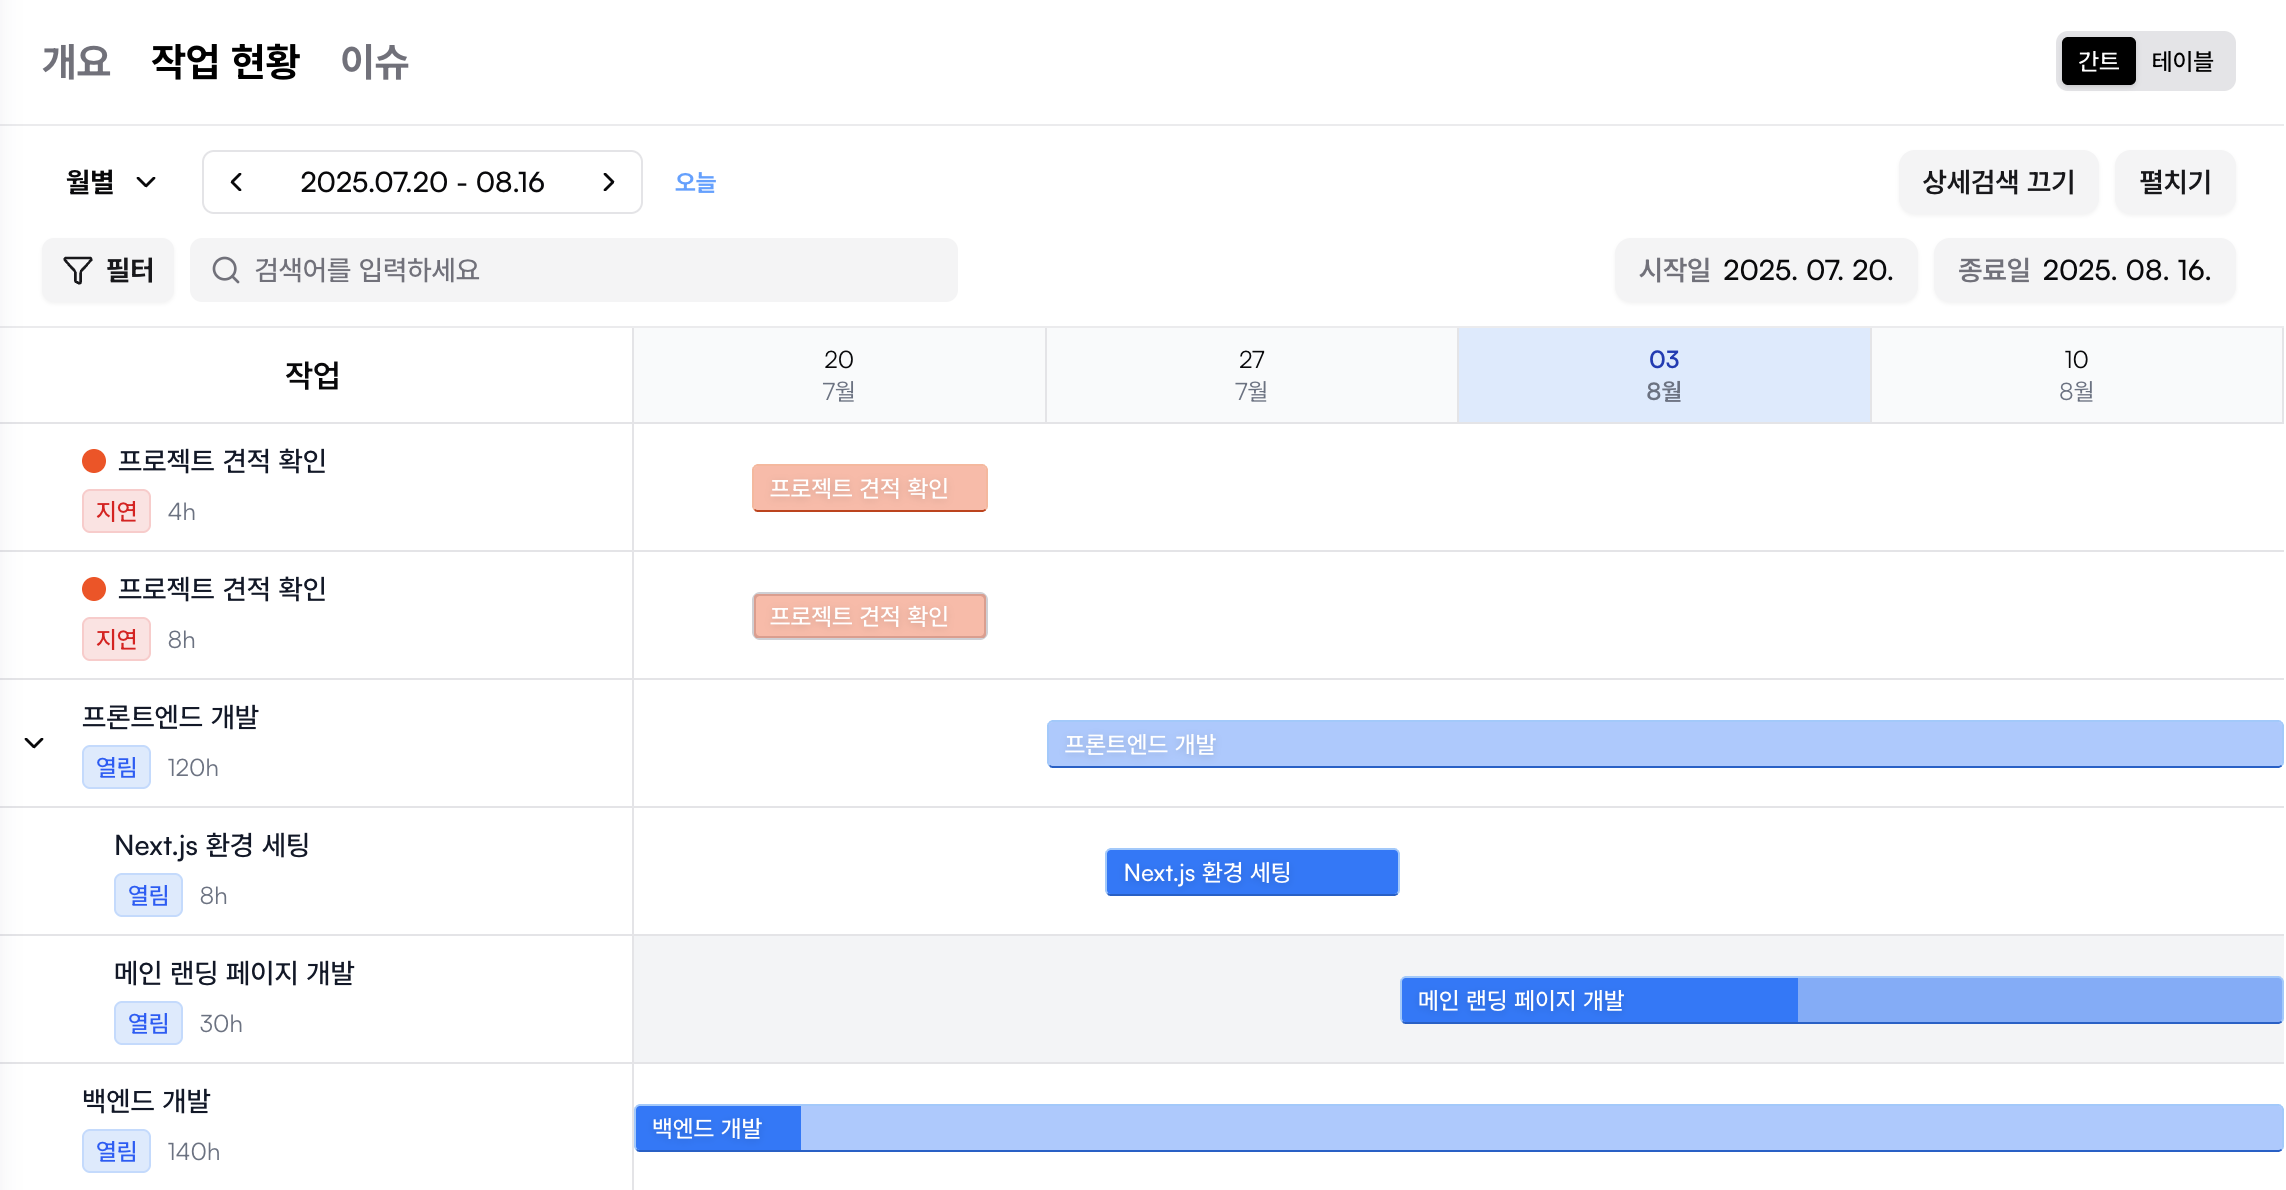 개요 작업 현황 이슈 간트 테이블
월별 2025.07.20 - 08.16 오늘 상세검색 끄기 펼치기
필터 검색어를 입력하세요 시작일 2025. 07. 20. 종료일 2025. 08. 16.
작업
20 27 03 10
7월 7월 8월 8월
프로젝트 견적 확인
지연 4h
프로젝트 견적 확인
프로젝트 견적 확인
지연 8h
프로젝트 견적 확인
프론트엔드 개발
열림 120h
프론트엔드 개발
Next.js 환경 세팅
열림 8h
Next.js 환경 세팅
메인 랜딩 페이지 개발
열림 30h
메인 랜딩 페이지 개발
백엔드 개발
열림 140h
백엔드 개발